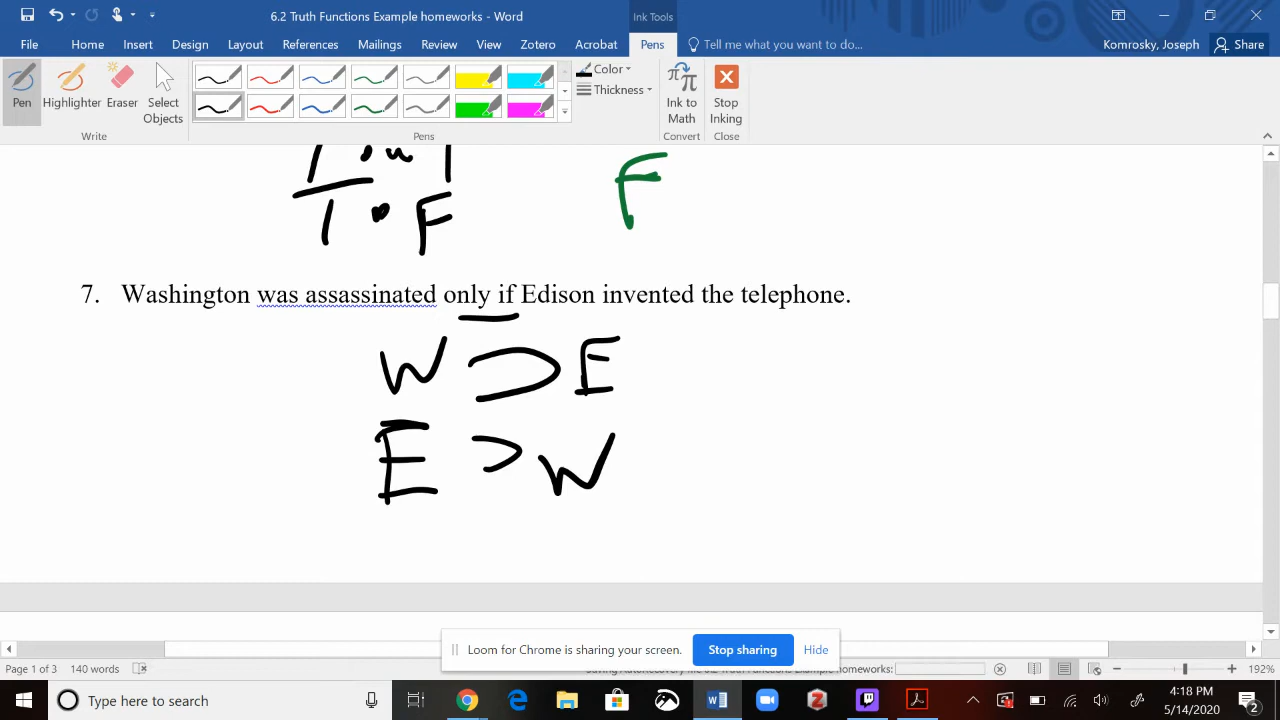 6.2 Truth Functions Example homeworks - Word
Ink Tools
File Home Insert Design Layout References Mailings Review View Zotero Acrobat Pens Tell me what you want to do... Komrosky, Joseph Share
Pen Highlighter Eraser Select Objects
Color
Thickness
Ink to Math
Stop Inking
Write Pens Convert Close
T • F
F
7. Washington was assassinated only if Edison invented the telephone.
W ⊃ E
E ⊃ W
Loom for Chrome is sharing your screen. Stop sharing Hide
Page 1 of 3 140 words
192%
Type here to search
4:18 PM
5/14/2020
2